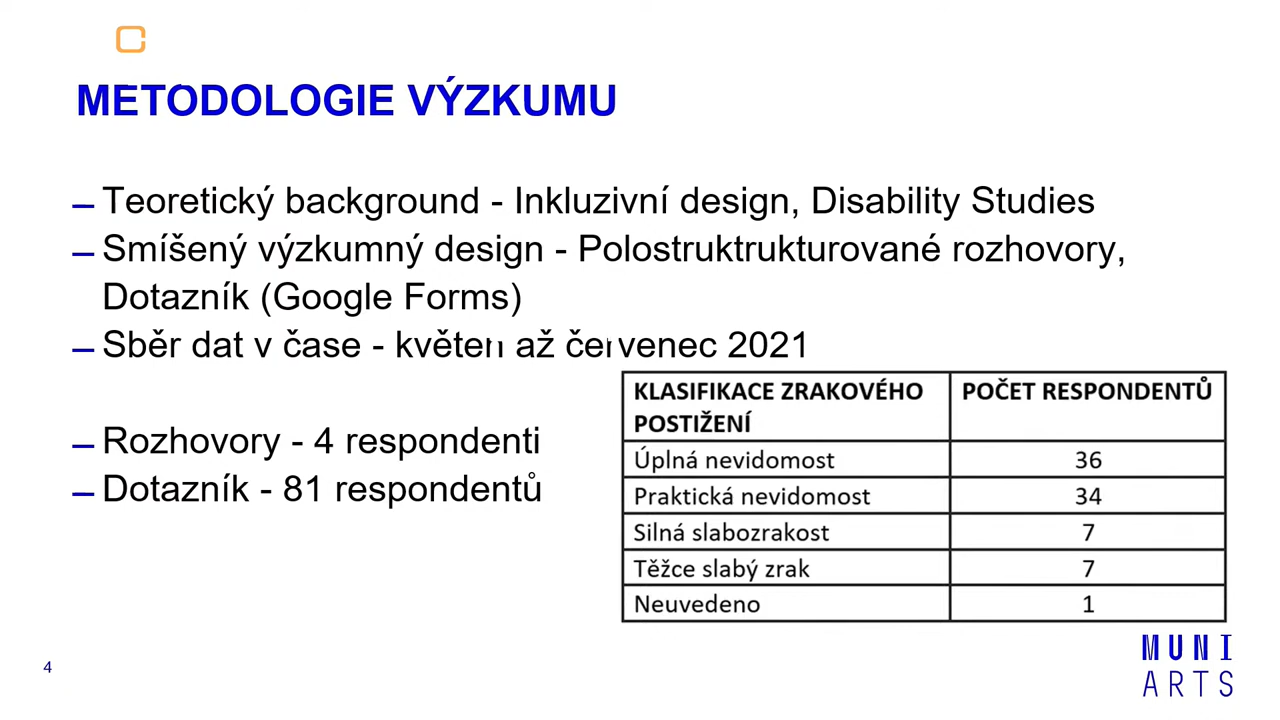 METODOLOGIE VÝZKUMU
– Teoretický background - Inkluzivní design, Disability Studies
– Smíšený výzkumný design - Polostruktrukturované rozhovory,
Dotazník (Google Forms)
– Sběr dat v čase - květen až červenec 2021
– Rozhovory - 4 respondenti
– Dotazník - 81 respondentů
KLASIFIKACE ZRAKOVÉHO
POSTIŽENÍ
POČET RESPONDENTŮ
Úplná nevidomost 36
Praktická nevidomost 34
Silná slabozrakost 7
Těžce slabý zrak 7
Neuvedeno 1
4
MUNI
ARTS